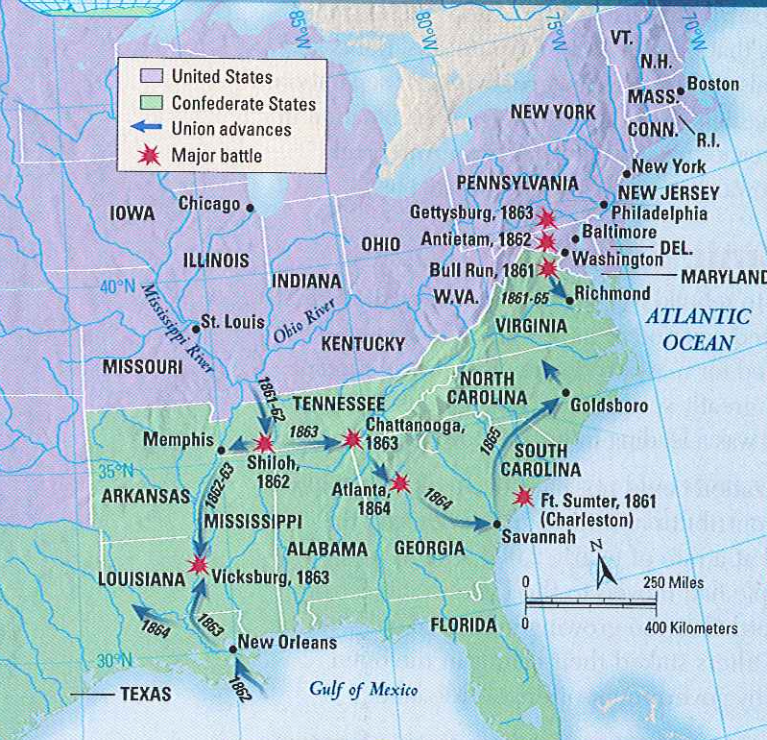 85°W
80°W
75°W
70°W
United States
Confederate States
Union advances
Major battle
VT.
N.H.
Boston
MASS.
NEW YORK
CONN.
R.I.
New York
PENNSYLVANIA
NEW JERSEY
Gettysburg, 1863
Philadelphia
IOWA
Chicago
OHIO
Antietam, 1862
Baltimore
DEL.
ILLINOIS
Washington
INDIANA
Bull Run, 1861
MARYLAND
40°N
W.VA.
1861-65
Richmond
Mississippi River
St. Louis
Ohio River
VIRGINIA
ATLANTIC
OCEAN
KENTUCKY
MISSOURI
1861-62
TENNESSEE
NORTH
CAROLINA
Goldsboro
Memphis
1863
Chattanooga,
1863
1865
35°N
Shiloh,
1862
SOUTH
CAROLINA
ARKANSAS
1862-63
Atlanta,
1864
1864
Ft. Sumter, 1861
(Charleston)
MISSISSIPPI
Savannah
ALABAMA
GEORGIA
N
LOUISIANA
Vicksburg, 1863
0
250 Miles
0
400 Kilometers
1864
1863
FLORIDA
New Orleans
30°N
1862
TEXAS
Gulf of Mexico